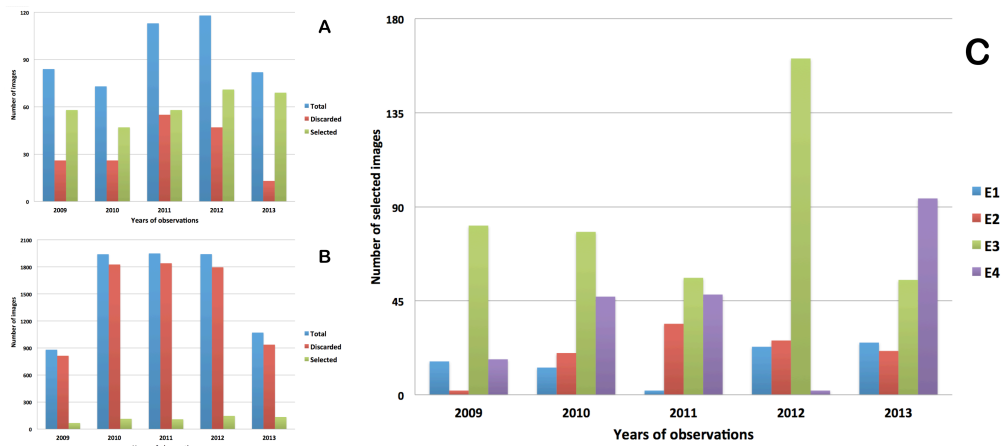 A
Number of images
120
90
60
30
0
2009 2010 2011 2012 2013
Years of observations
Total
Discarded
Selected
B
Number of images
2100
1800
1500
1200
900
600
300
0
2009 2010 2011 2012 2013
Total
Discarded
Selected
C
Number of selected images
180
135
90
45
0
2009 2010 2011 2012 2013
Years of observations
E1
E2
E3
E4